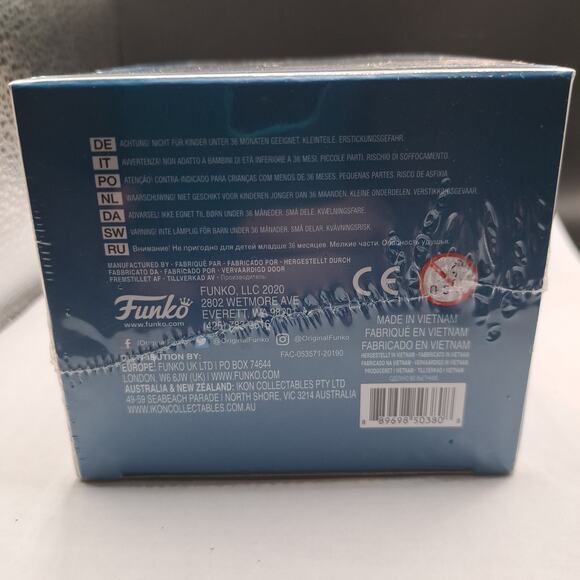 DE ACHTUNG! NICHT FÜR KINDER UNTER 36 MONATEN GEEIGNET. KLEINTEILE. ERSTICKUNGSGEFAHR.
IT AVVERTENZA! NON ADATTO A BAMBINI DI ETÀ INFERIORE A 36 MESI. PICCOLE PARTI. RISCHIO DI SOFFOCAMENTO.
PO ATENÇÃO! CONTRA-INDICADO PARA CRIANÇAS COM MENOS DE 36 MESES. PEQUENAS PARTES. RISCO DE ASFIXIA
NL WAARSCHUWING! NIET GESCHIKT VOOR KINDEREN JONGER DAN 36 MAANDEN. KLEINE ONDERDELEN. VERSTIKKINGSGEVAAR.
DA ADVARSEL! IKKE EGNET TIL BØRN UNDER 36 MÅNEDER. SMÅ DELE. KVÆLNINGSFARE.
SW VARNING! INTE LÄMPLIG FÖR BARN UNDER 36 MÅNADER. SMÅ DELAR. KVÄVNINGSRISK.
RU Внимание! Не пригодно для детей младше 36 месяцев. Мелкие части. Опасность удушья.
MANUFACTURED BY · FABRIQUÉ PAR · FABRICADO POR · HERGESTELLT DURCH
FABBRICATO DA · FABRICADO POR · VERVAARDIGD DOOR
FREMSTILLET AF · TILLVERKAD AV · Производитель
FUNKO, LLC 2020
2802 WETMORE AVE
EVERETT, WA
Funko
www.funko.com
CE
/OriginalFunko @OriginalFunko @OriginalFunko
DISTRIBUTION BY:
FAC-053571-20190
EUROPE: FUNKO UK LTD | PO BOX 74644
LONDON, W6 6JW (UK) | WWW.FUNKO.COM
AUSTRALIA & NEW ZEALAND: IKON COLLECTABLES PTY LTD
49-59 SEABEACH PARADE | NORTH SHORE, VIC 3214 AUSTRALIA
WWW.IKONCOLLECTABLES.COM.AU
MADE IN VIETNAM
FABRIQUÉ EN VIETNAM
FABRICADO EN VIETNAM
HERGESTELLT IN VIETNAM · FABBRICATO IN VIETNAM
FABRICADO NA VIETNAM · VERVAARDIGD IN VIETNAM
PRODUCERET I VIETNAM · TILLVERKAD I VIETNAM
8 89698 50380 8